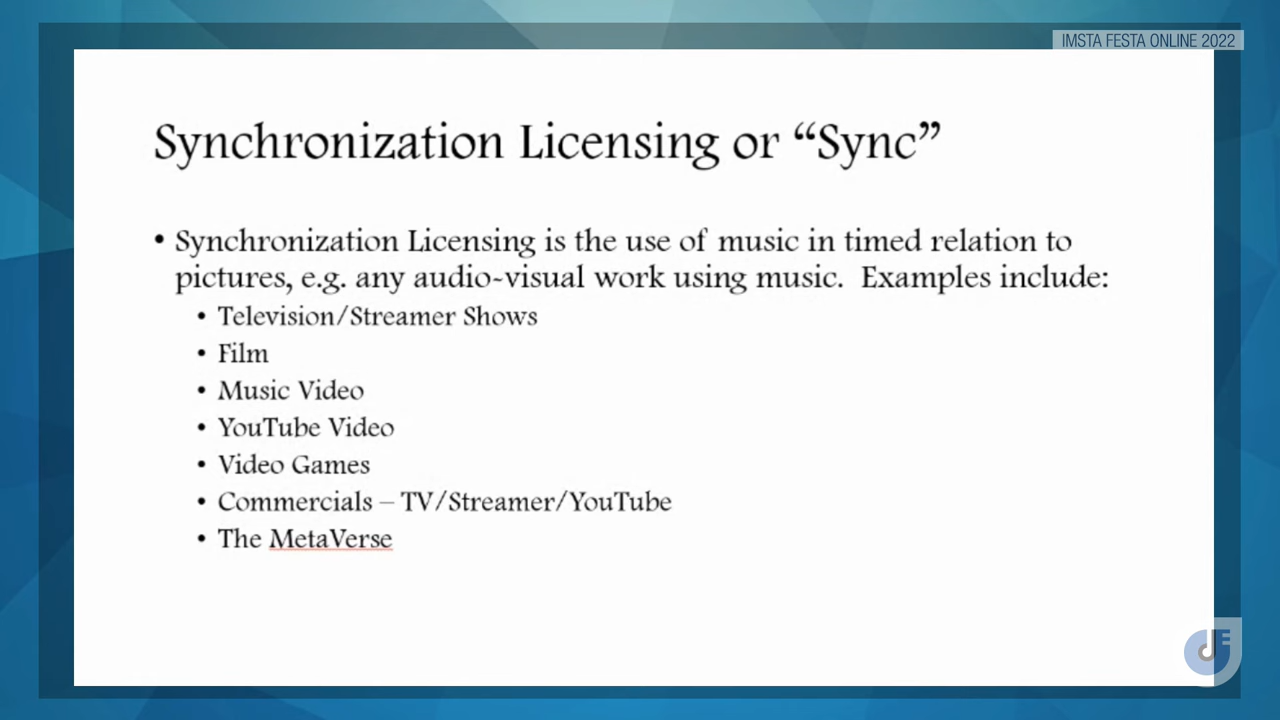 IMSTA FESTA ONLINE 2022
Synchronization Licensing or “Sync”
• Synchronization Licensing is the use of music in timed relation to
pictures, e.g. any audio-visual work using music.  Examples include:
• Television/Streamer Shows
• Film
• Music Video
• YouTube Video
• Video Games
• Commercials – TV/Streamer/YouTube
• The MetaVerse